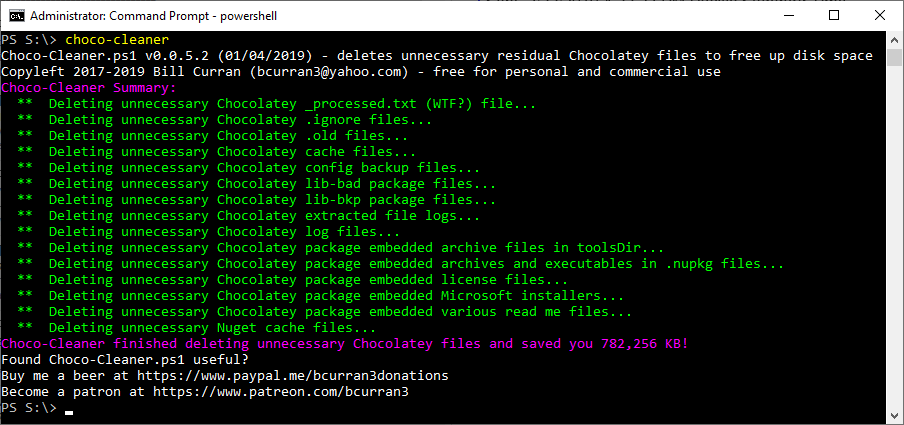 Administrator: Command Prompt - powershell
PS S:\> choco-cleaner
Choco-Cleaner.ps1 v0.0.5.2 (01/04/2019) - deletes unnecessary residual Chocolatey files to free up disk space
Copyleft 2017-2019 Bill Curran (bcurran3@yahoo.com) - free for personal and commercial use
Choco-Cleaner Summary:
  **  Deleting unnecessary Chocolatey _processed.txt (WTF?) file...
  **  Deleting unnecessary Chocolatey .ignore files...
  **  Deleting unnecessary Chocolatey .old files...
  **  Deleting unnecessary Chocolatey cache files...
  **  Deleting unnecessary Chocolatey config backup files...
  **  Deleting unnecessary Chocolatey lib-bad package files...
  **  Deleting unnecessary Chocolatey lib-bkp package files...
  **  Deleting unnecessary Chocolatey extracted file logs...
  **  Deleting unnecessary Chocolatey log files...
  **  Deleting unnecessary Chocolatey package embedded archive files in toolsDir...
  **  Deleting unnecessary Chocolatey package embedded archives and executables in .nupkg files...
  **  Deleting unnecessary Chocolatey package embedded license files...
  **  Deleting unnecessary Chocolatey package embedded Microsoft installers...
  **  Deleting unnecessary Chocolatey package embedded various read me files...
  **  Deleting unnecessary Nuget cache files...
Choco-Cleaner finished deleting unnecessary Chocolatey files and saved you 782,256 KB!
Found Choco-Cleaner.ps1 useful?
Buy me a beer at https://www.paypal.me/bcurran3donations
Become a patron at https://www.patreon.com/bcurran3
PS S:\>